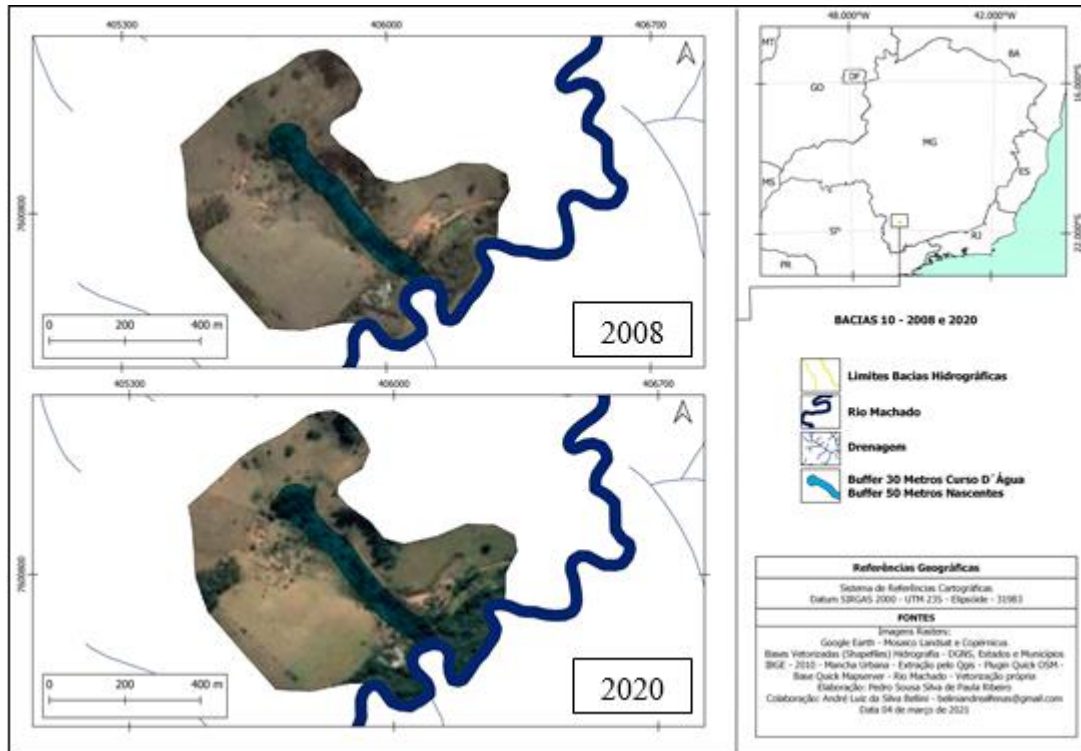 405300 406000 406700
7600800
0 200 400 m
2008
405300 406000 406700
7600800
0 200 400 m
2020
48.000°W 42.000°W
MT
BA
GO
DF
16.000°S
MG
MS
ES
SP
RJ
22.000°S
PR
BACIAS 10 - 2008 e 2020
Limites Bacias Hidrográficas
Rio Machado
Drenagem
Buffer 30 Metros Curso D´Água
Buffer 50 Metros Nascentes
Referências Geográficas
Sistema de Referências Cartográficas
Datum SIRGAS 2000 - UTM 23S - Elipsóide - 31983
FONTES
Imagens Rasters:
Google Earth - Mosaico Landsat e Copérnicus
Bases Vetorizadas (Shapefiles) Hidrografia - Estados e Municípios
IBGE - 2010 - Mancha Urbana - Extração pelo Qgis - Plugin Quick OSM -
Base Quick Mapserver - Rio Machado - Vetorização própria
Elaboração: Pedro Sousa Silva de Paula Ribeiro
Colaboração: André Luiz da Silva Bellini -
Data 04 de março de 2021